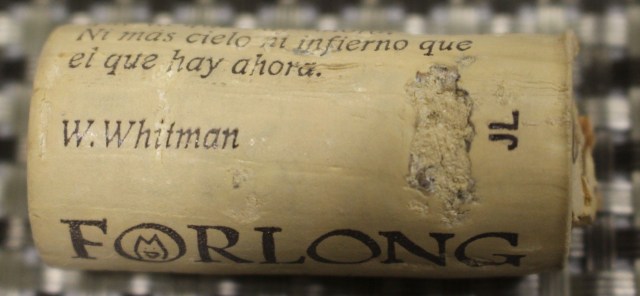 Ni más cielo ni infierno que
el que hay ahora.
W.Whitman
JL
FORLONG